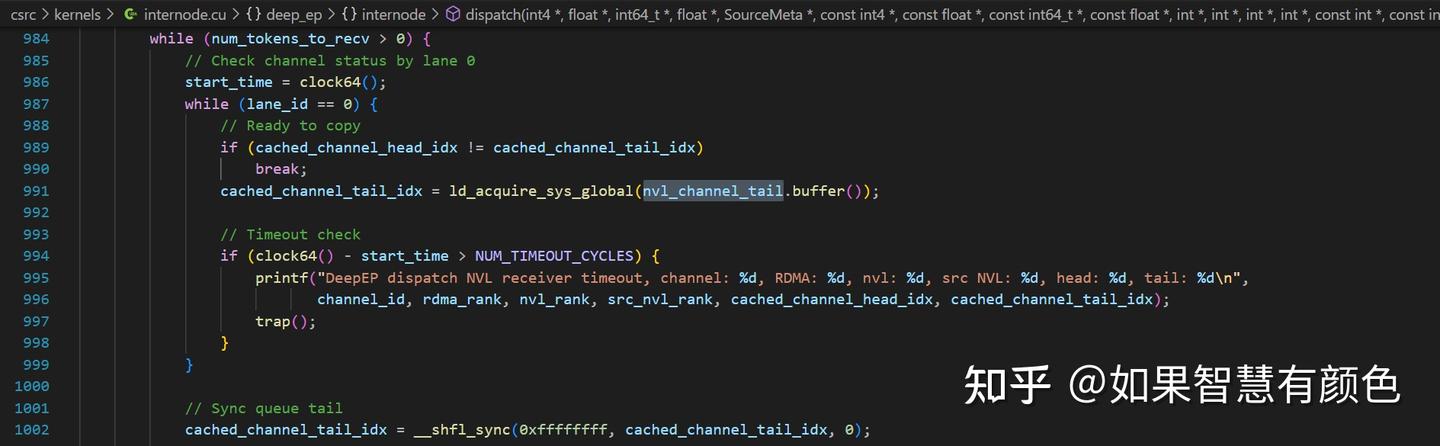 csrc > kernels > internode.cu > {} deep_ep > {} internode > dispatch(int4 *, float *, int64_t *, float *, SourceMeta *, const int4 *, const float *, const int64_t *, const float *, int *, int *, int *, int *, const int *, const in
984 while (num_tokens_to_recv > 0) {
985 // Check channel status by lane 0
986 start_time = clock64();
987 while (lane_id == 0) {
988 // Ready to copy
989 if (cached_channel_head_idx != cached_channel_tail_idx)
990 break;
991 cached_channel_tail_idx = ld_acquire_sys_global(nvl_channel_tail.buffer());
992
993 // Timeout check
994 if (clock64() - start_time > NUM_TIMEOUT_CYCLES) {
995 printf("DeepEP dispatch NVL receiver timeout, channel: %d, RDMA: %d, nvl: %d, src NVL: %d, head: %d, tail: %d\n",
996 channel_id, rdma_rank, nvl_rank, src_nvl_rank, cached_channel_head_idx, cached_channel_tail_idx);
997 trap();
998 }
999 }
1000
1001 // Sync queue tail
1002 cached_channel_tail_idx = __shfl_sync(0xffffffff, cached_channel_tail_idx, 0);
知乎 @如果智慧有颜色